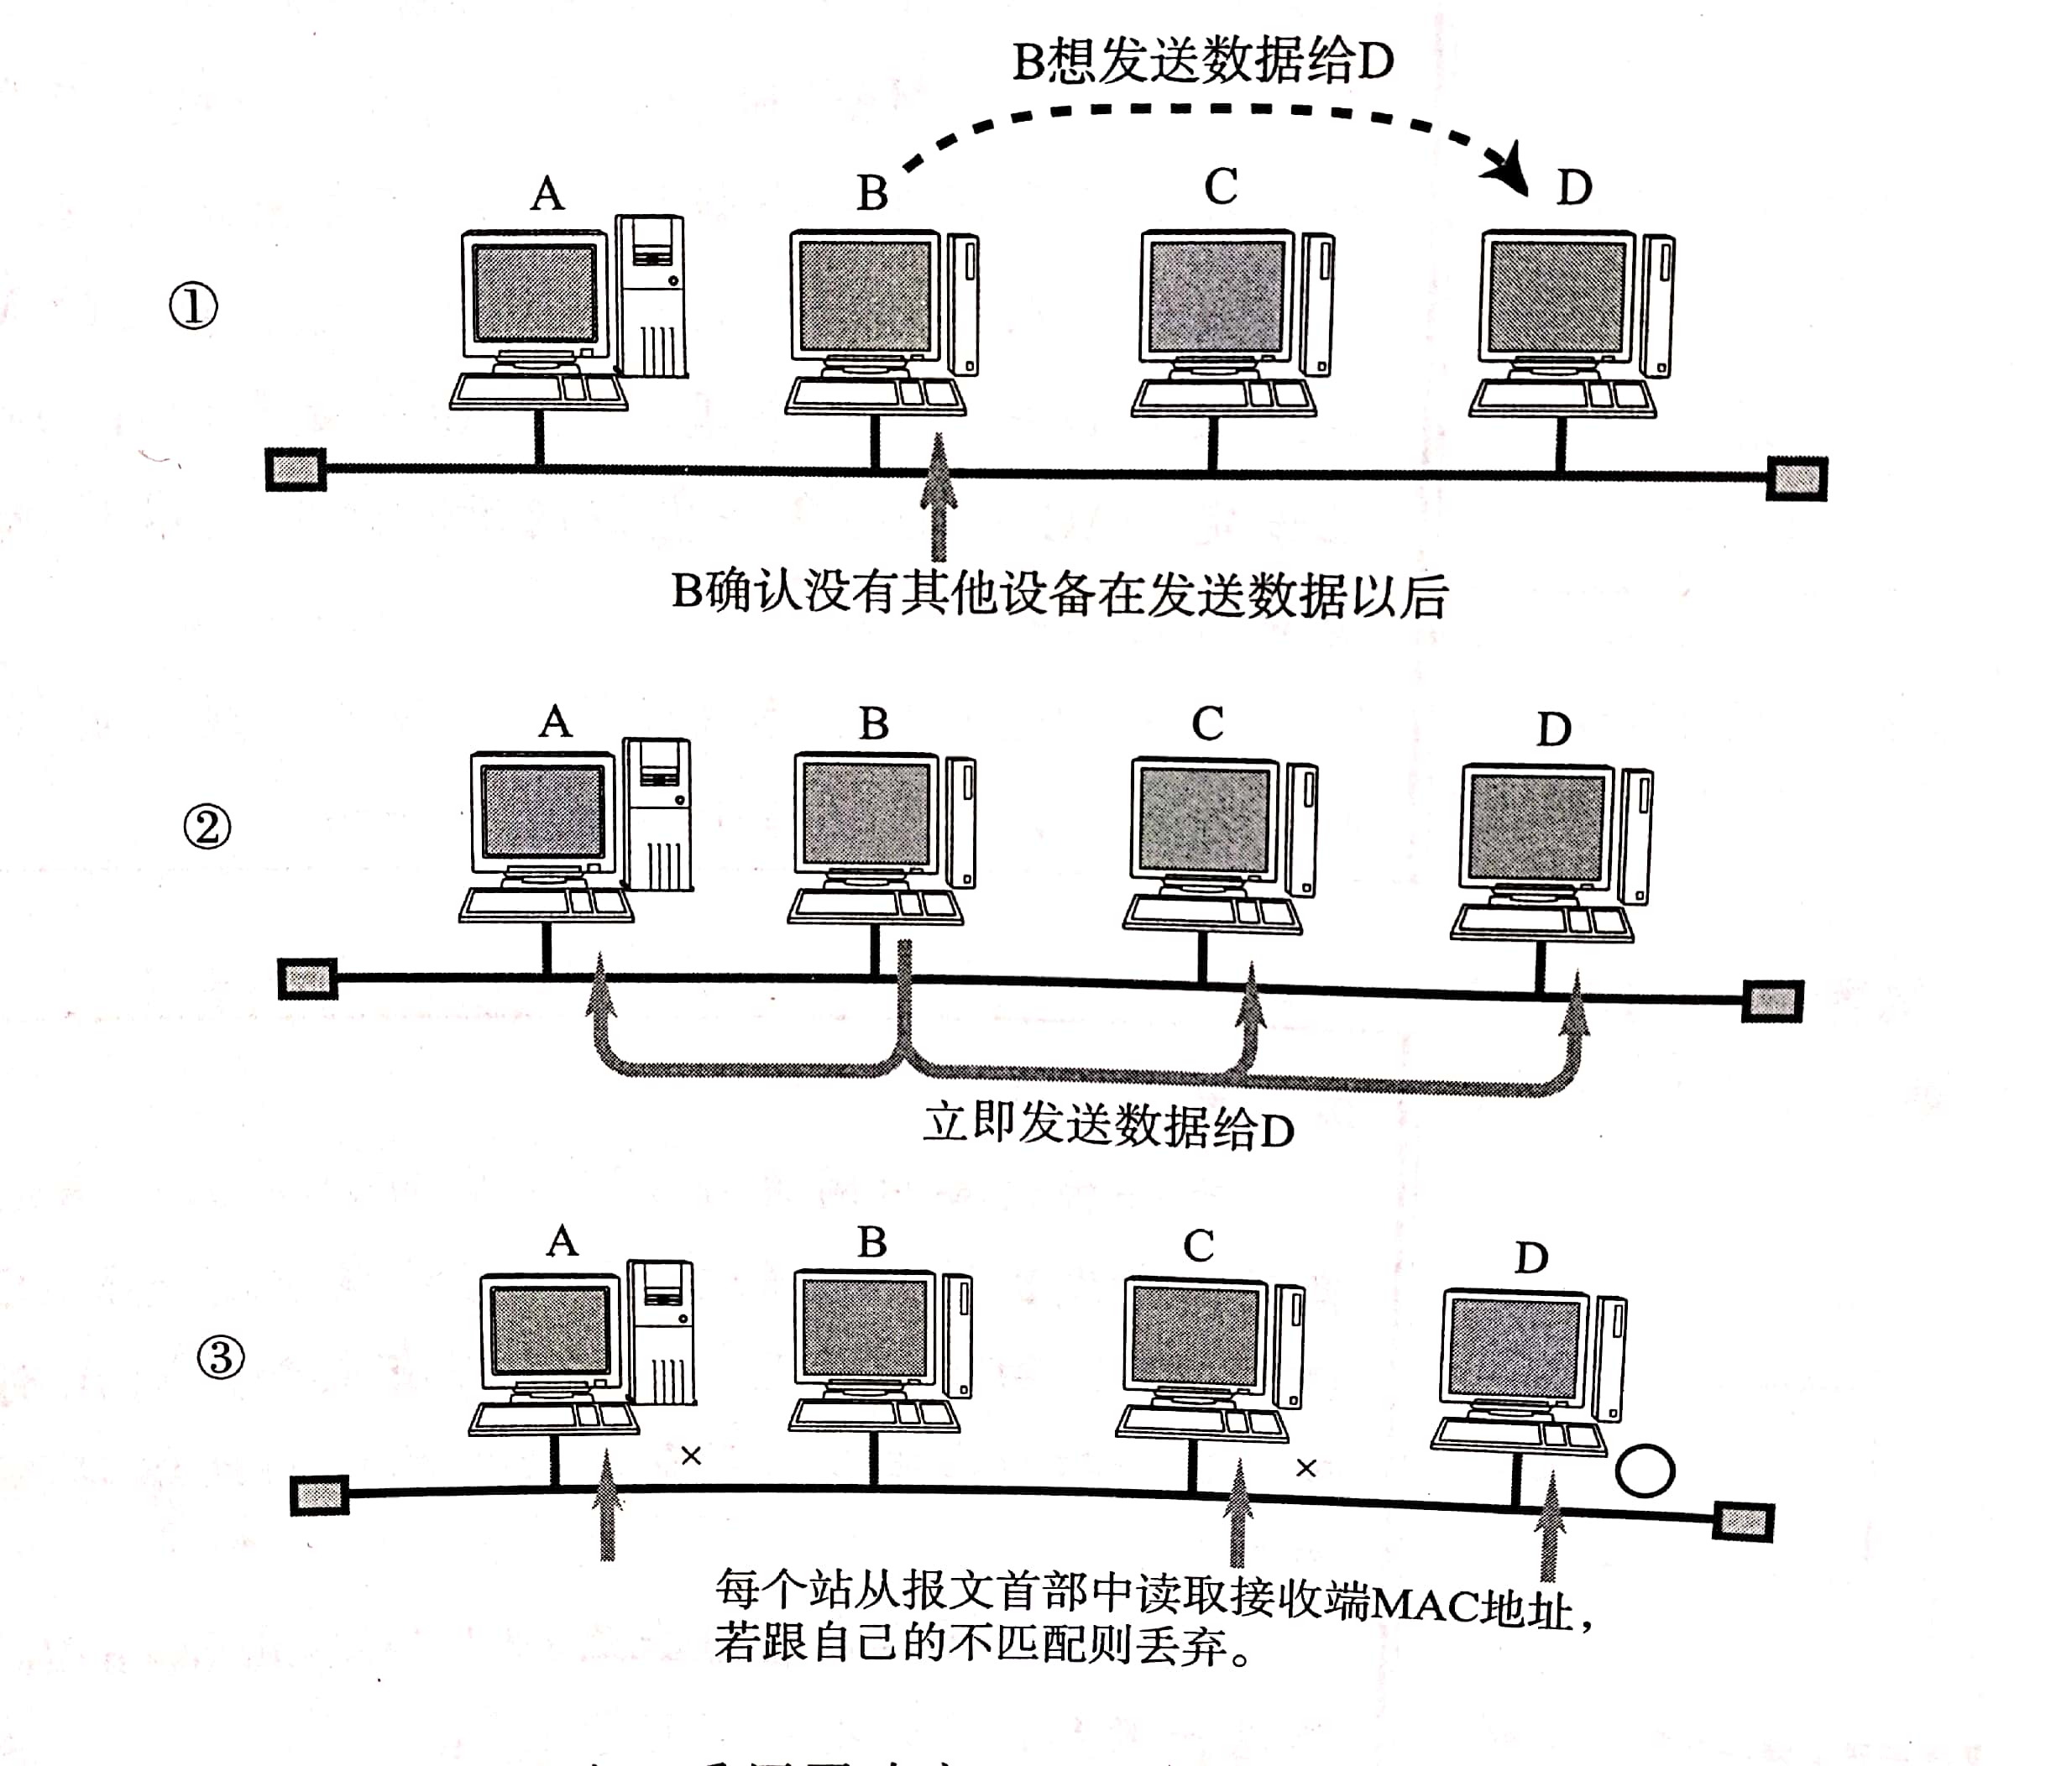 B想发送数据给D
A B C D
①
B确认没有其他设备在发送数据以后
A B C D
②
立即发送数据给D
A B C D
③
× ×
每个站从报文首部中读取接收端MAC地址，
若跟自己的不匹配则丢弃。